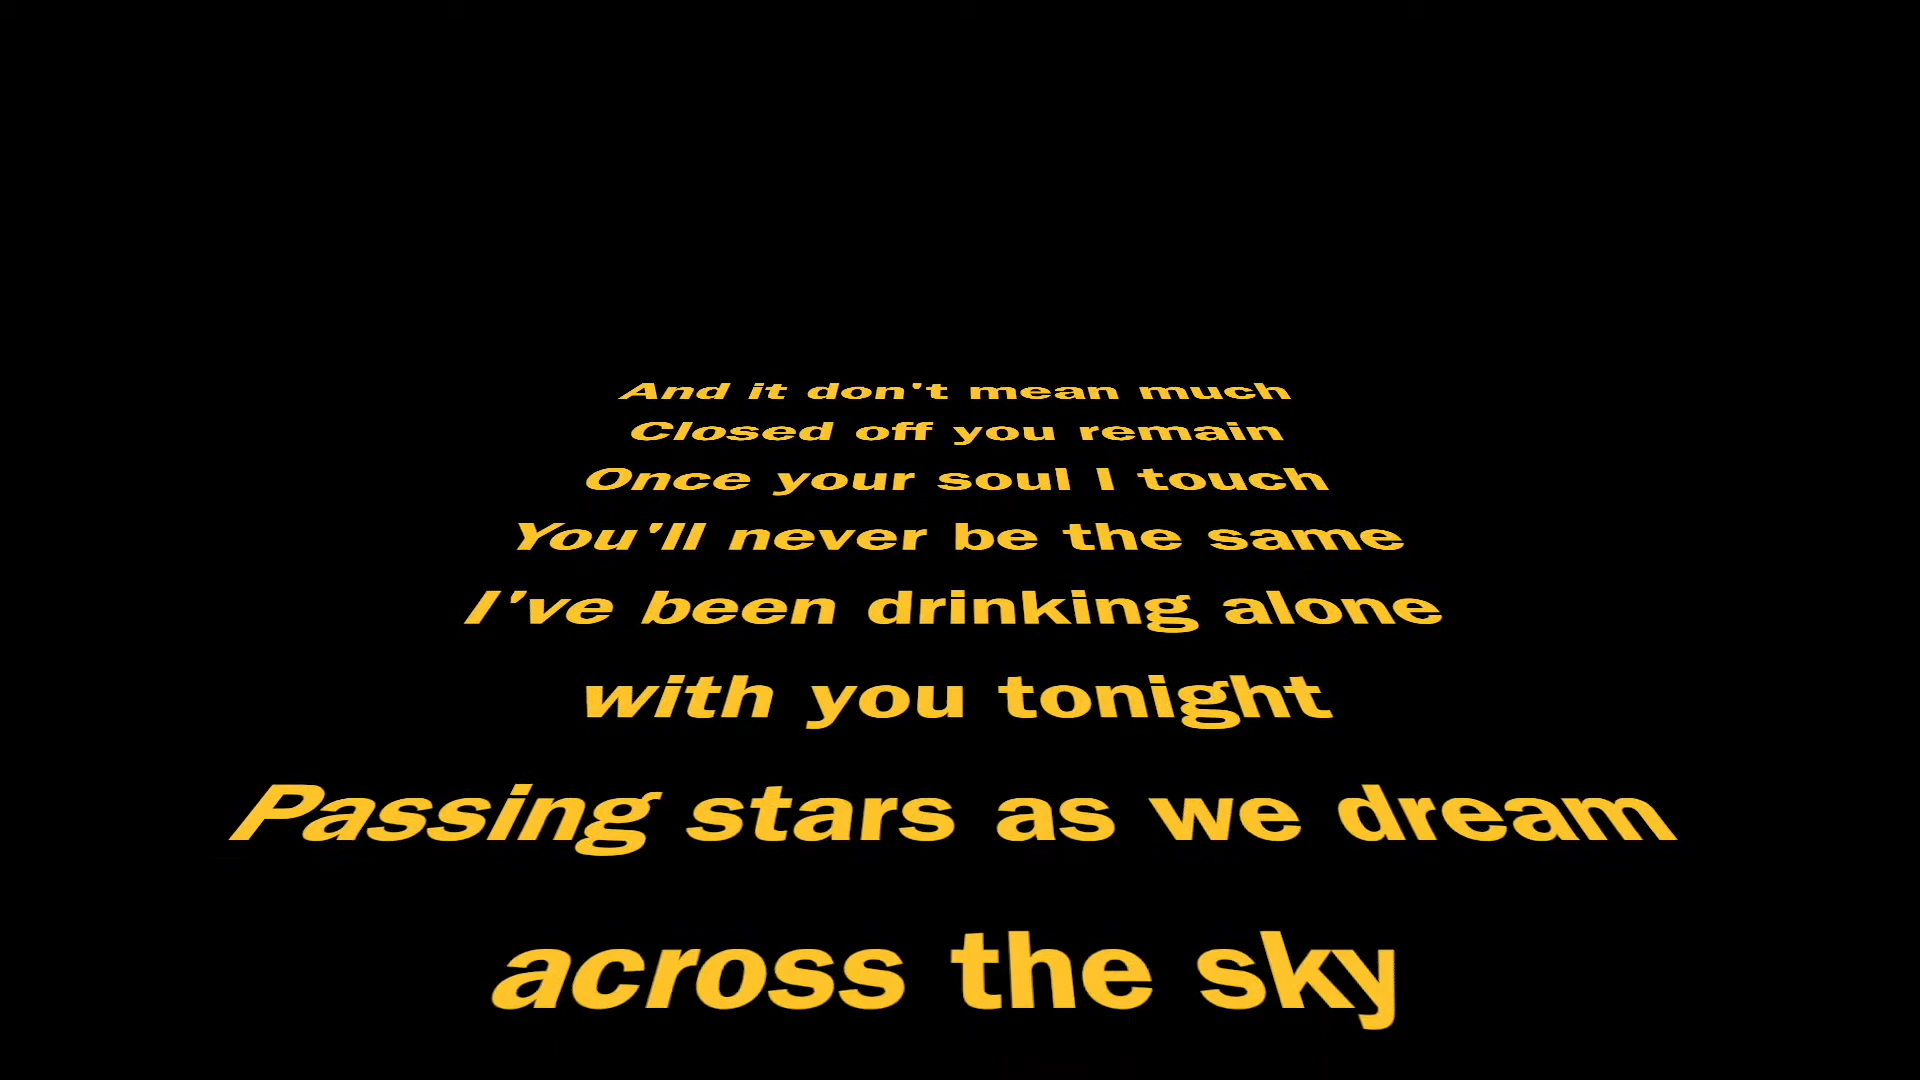 And it don't mean much
Closed off you remain
Once your soul I touch
You'll never be the same
I've been drinking alone
with you tonight
Passing stars as we dream
across the sky